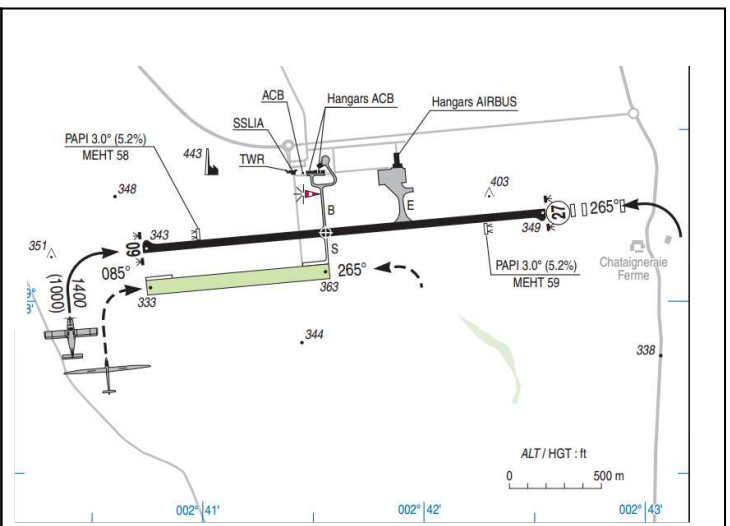 ACB
Hangars ACB
Hangars AIRBUS
SSLIA
PAPI 3.0° (5.2%)
MEHT 58
443
TWR
348
403
B
E
27
265°
343
349
351
09
S
085°
265°
PAPI 3.0° (5.2%)
MEHT 59
Chataigneraie
Ferme
1400
(1000)
333
363
344
338
ALT / HGT : ft
0 500 m
002° 41'
002° 42'
002° 43'